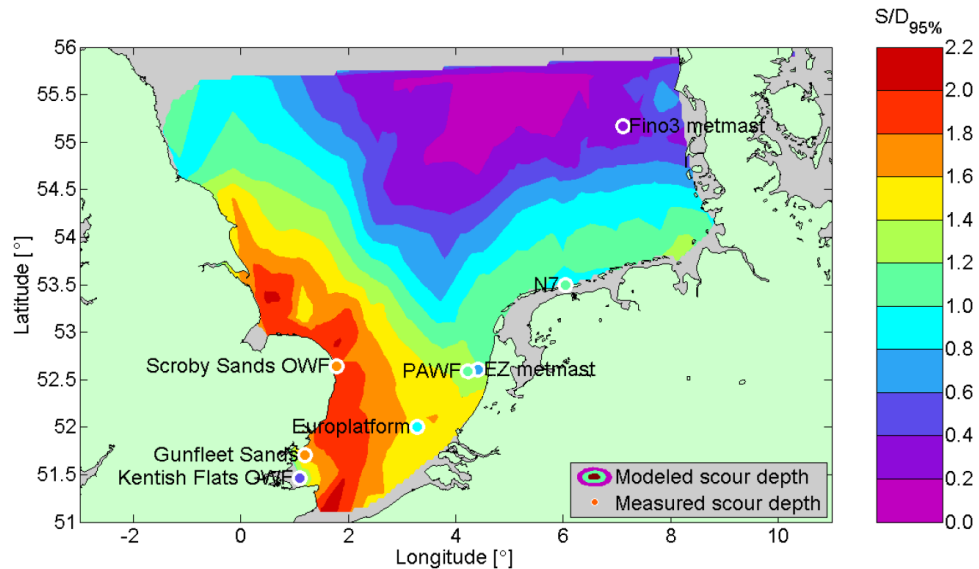 S/D95%
56
55.5
55
54.5
54
53.5
53
52.5
52
51.5
51
Latitude [°]
-2
0
2
4
6
8
10
Longitude [°]
Fino3 metmast
N7
Scroby Sands OWF
PAWF
EZ metmast
Europlatform
Gunfleet Sands
Kentish Flats OWF
Modeled scour depth
Measured scour depth
2.2
2.0
1.8
1.6
1.4
1.2
1.0
0.8
0.6
0.4
0.2
0.0